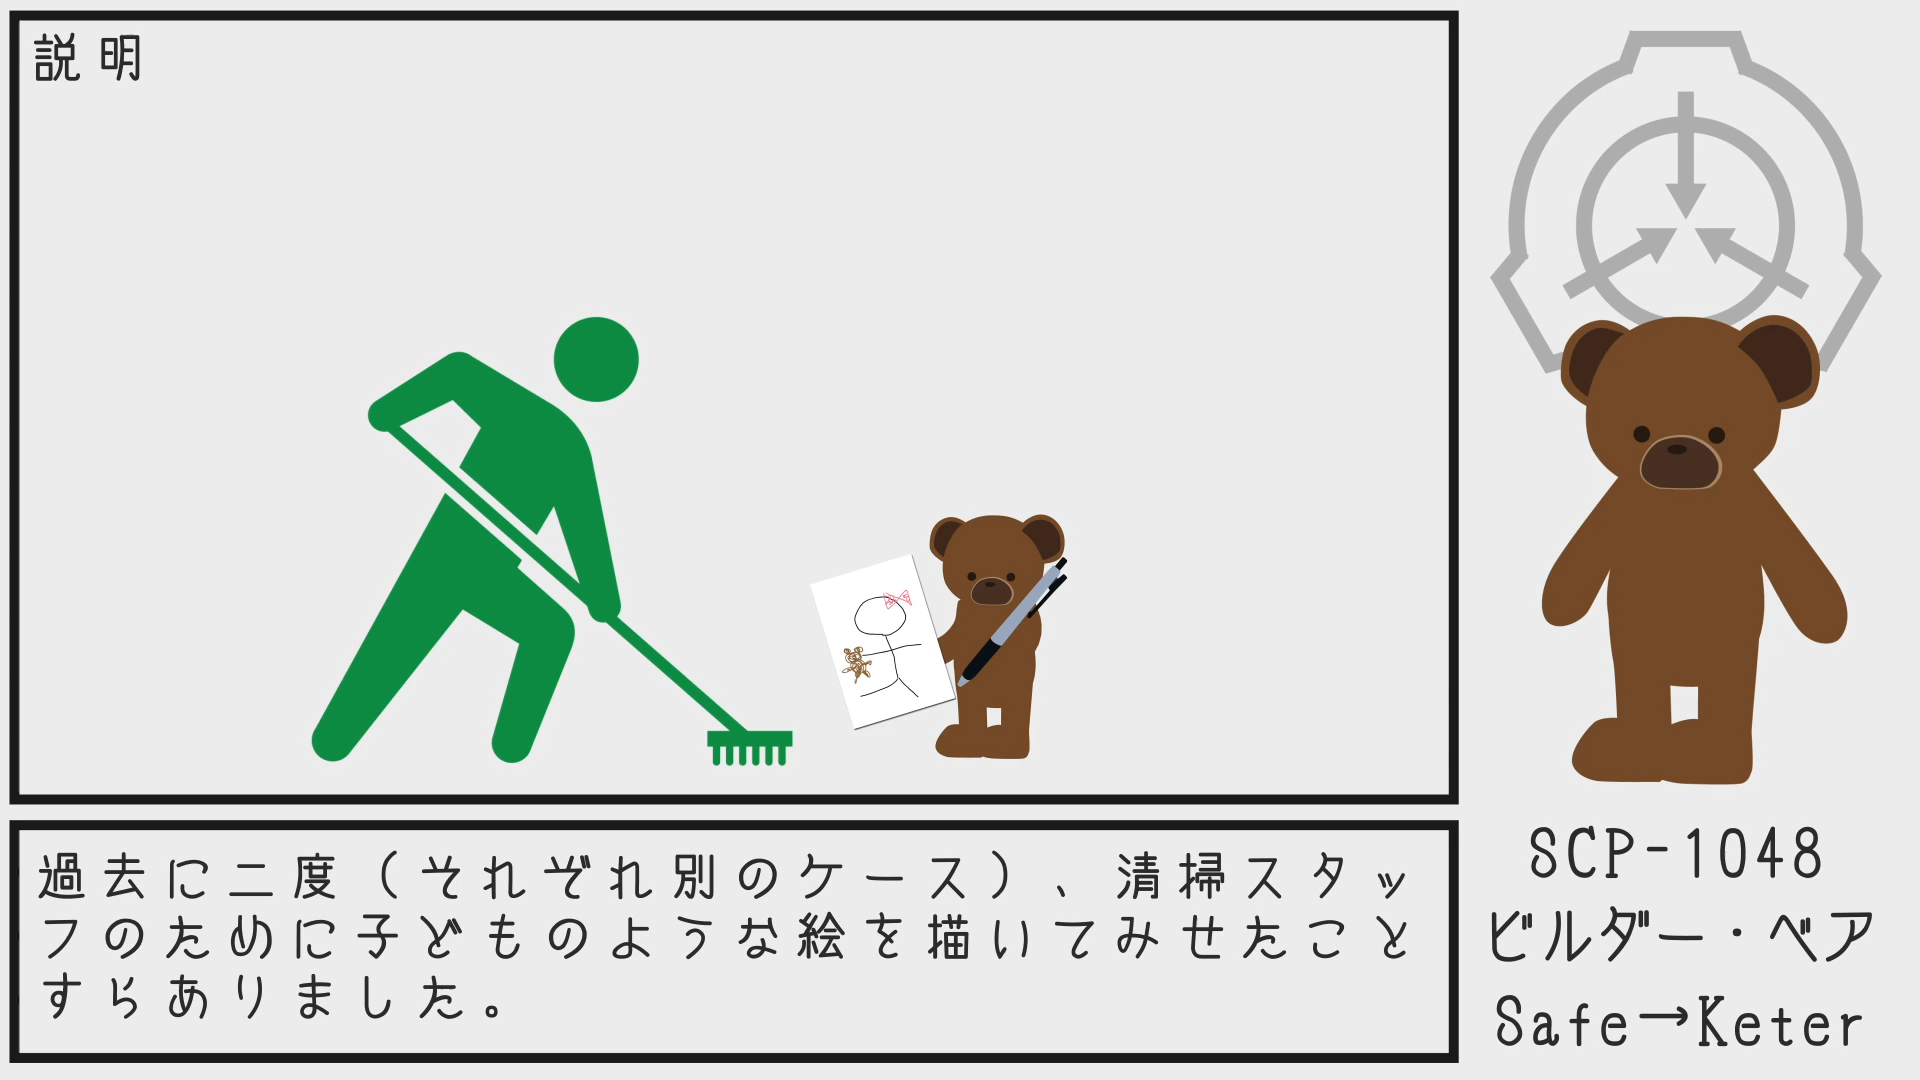 説明
過去に二度（それぞれ別のケース）、清掃スタッ
フのために子どものような絵を描いてみせたこと
すらありました。
SCP-1048
ビルダー・ベア
Safe→Keter